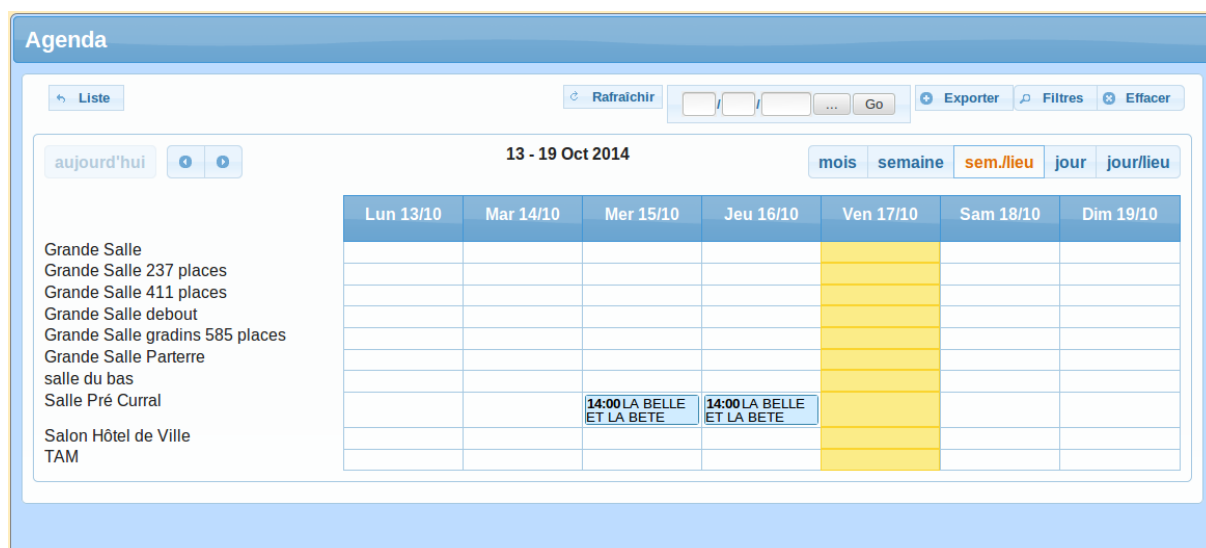 Agenda
Liste Rafraîchir / / ... Go Exporter Filtres Effacer
aujourd'hui 13 - 19 Oct 2014 mois semaine sem./lieu jour jour/lieu
Lun 13/10 Mar 14/10 Mer 15/10 Jeu 16/10 Ven 17/10 Sam 18/10 Dim 19/10
Grande Salle
Grande Salle 237 places
Grande Salle 411 places
Grande Salle debout
Grande Salle gradins 585 places
Grande Salle Parterre
salle du bas
Salle Pré Curral
14:00 LA BELLE
ET LA BETE
14:00 LA BELLE
ET LA BETE
Salon Hôtel de Ville
TAM